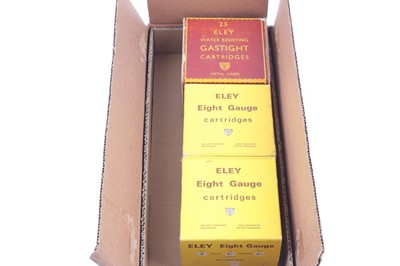 25
ELEY
WATER RESISTING
GASTIGHT
CARTRIDGES
METAL LINED
ELEY
Eight Gauge
cartridges
ELEY
Eight Gauge
cartridges
ELEY Eight Gauge